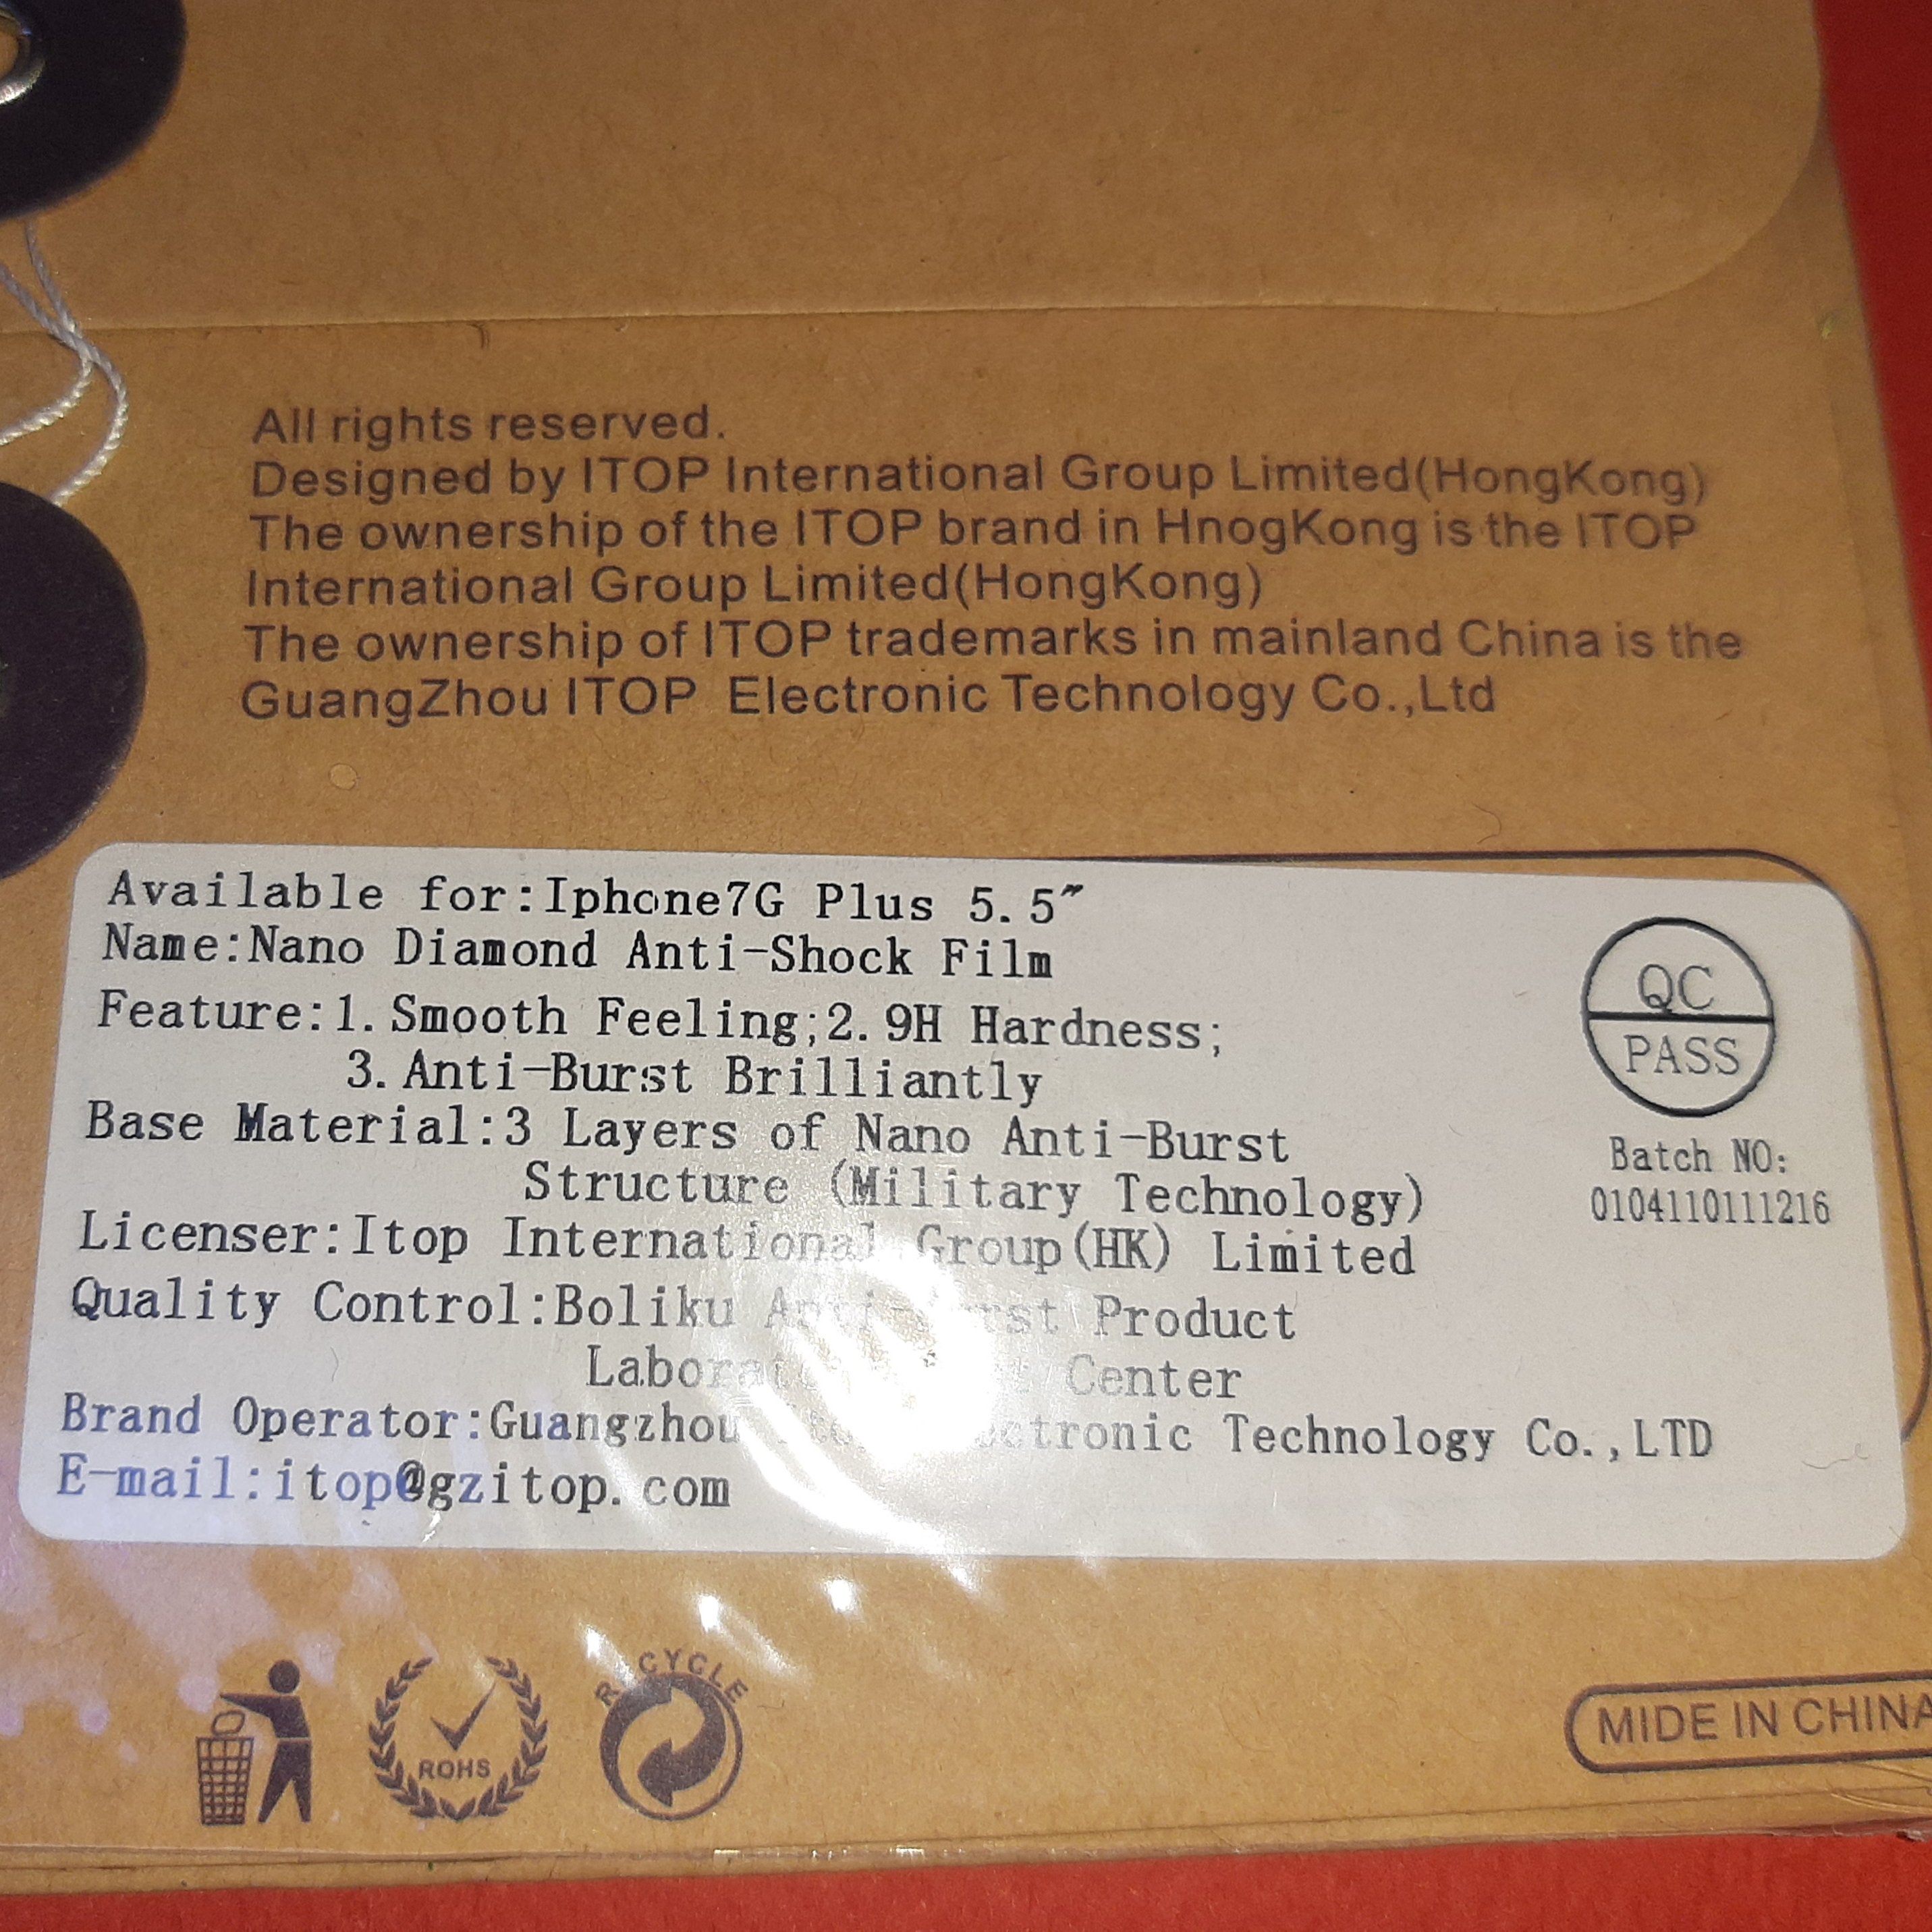 All rights reserved.
Designed by ITOP International Group Limited(HongKong)
The ownership of the ITOP brand in HnogKong is the ITOP
International Group Limited(HongKong)
The ownership of ITOP trademarks in mainland China is the
GuangZhou ITOP Electronic Technology Co.,Ltd
Available for:Iphone7G Plus 5.5″
Name:Nano Diamond Anti-Shock Film
Feature:1.Smooth Feeling;2.9H Hardness;
3.Anti-Burst Brilliantly
Base Material:3 Layers of Nano Anti-Burst
Structure (Military Technology)
Licenser:Itop International Group(HK) Limited
Quality Control:Boliku Anti-Burst Product
Center
Brand Operator:Guangzhou Itop Electronic Technology Co.,LTD
E-mail:itop@gzitop.com
QC
PASS
Batch NO:
0104110111216
ROHS
RECYCLE
MIDE IN CHINA